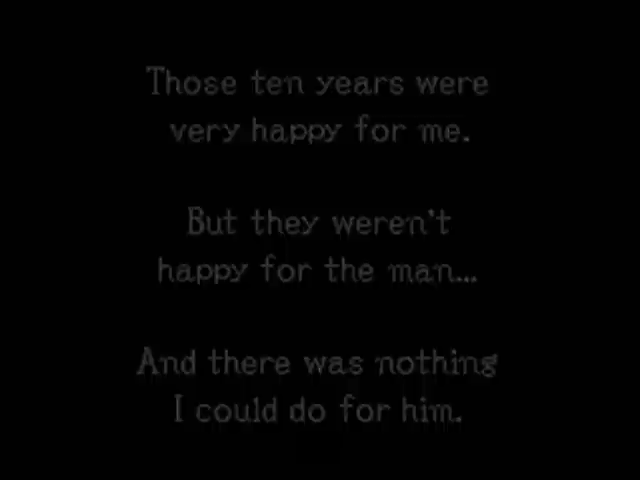 Those ten years were
very happy for me.
But they weren't
happy for the man...
And there was nothing
I could do for him.